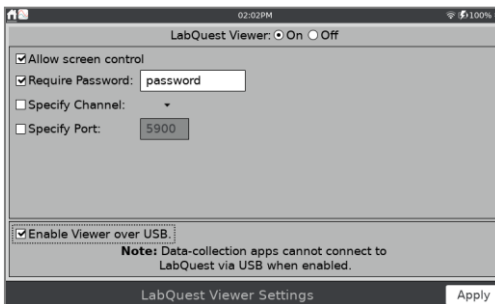 02:02PM 100%
LabQuest Viewer: On Off
Allow screen control
Require Password: password
Specify Channel:
Specify Port: 5900
Enable Viewer over USB.
Note: Data-collection apps cannot connect to
LabQuest via USB when enabled.
LabQuest Viewer Settings Apply